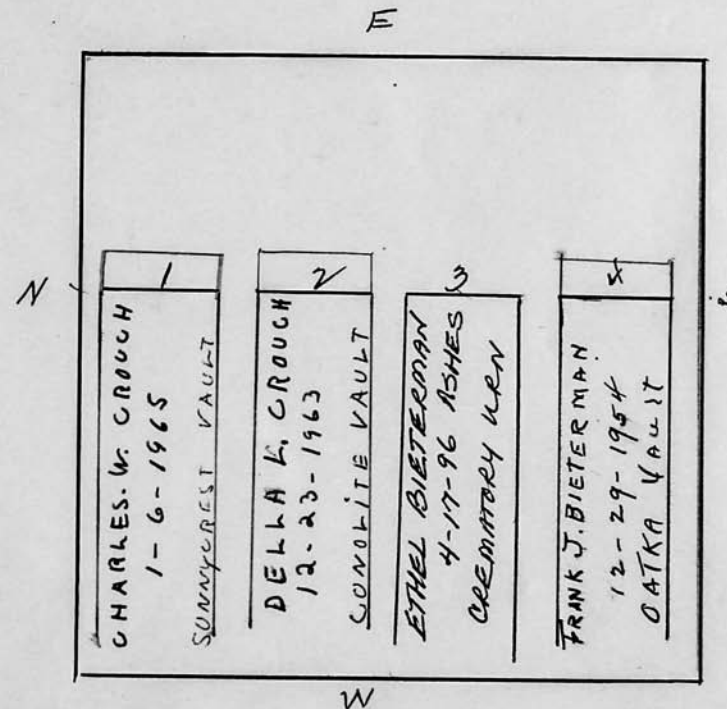 E
N
1
2
3
4
CHARLES. W. CROUCH
1-6-1965
SUNNYCREST VAULT
DELLA L. CROUCH
12-23-1963
CONOLITE VAULT
ETHEL BIETERMAN
4-17-96 ASHES
CREMATORY URN
FRANK J. BIETERMAN
12-29-1954
OATKA VAULT
W